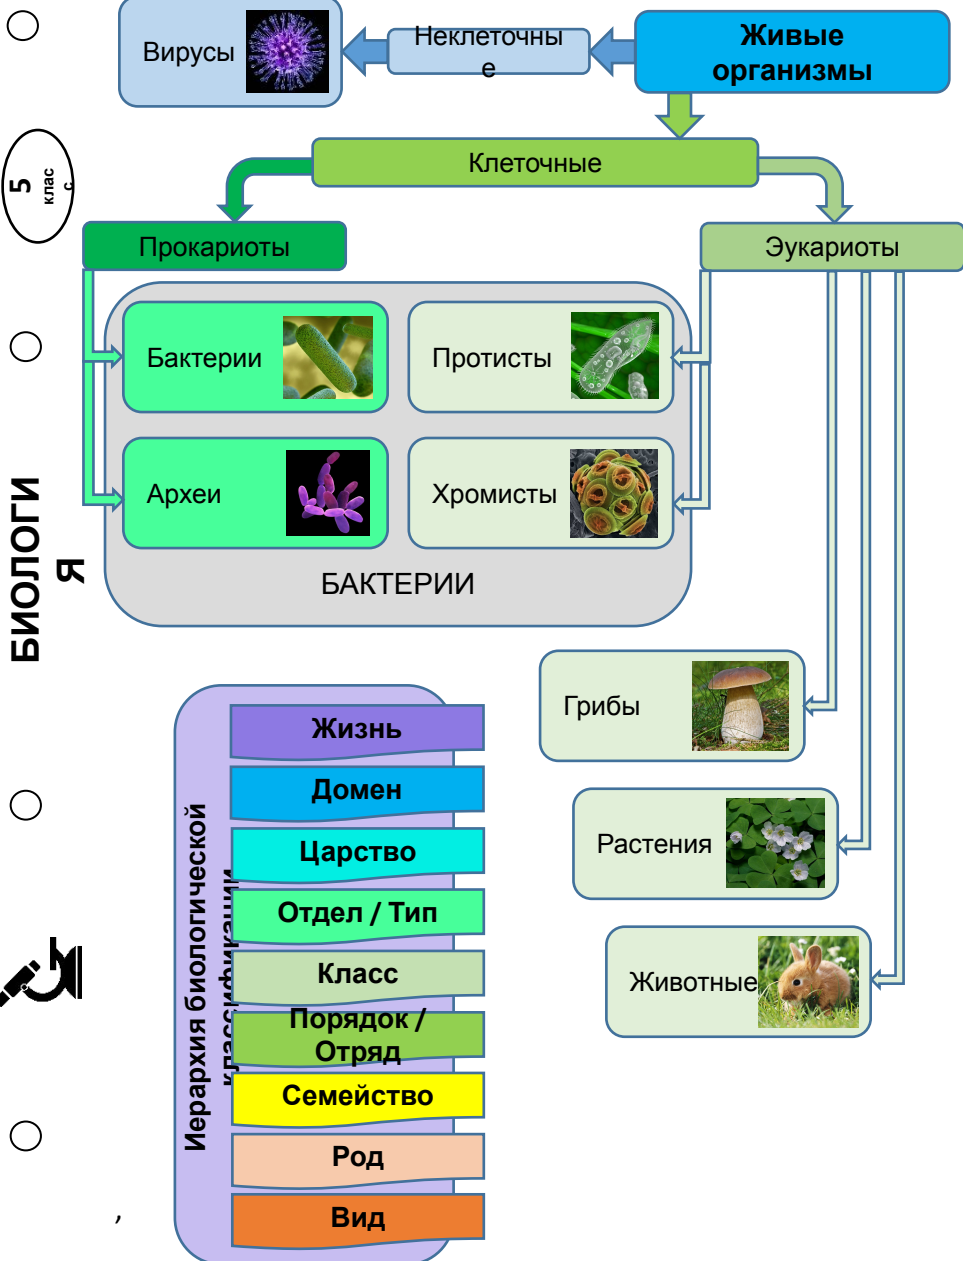 Вирусы
Неклеточны
е
Живые
организмы
5
клас
с
Клеточные
Прокариоты
Эукариоты
Бактерии
Протисты
Археи
Хромисты
БАКТЕРИИ
БИОЛОГИ
Я
Грибы
Растения
Животные
Иерархия биологической
классификации
Жизнь
Домен
Царство
Отдел / Тип
Класс
Порядок /
Отряд
Семейство
Род
Вид
,